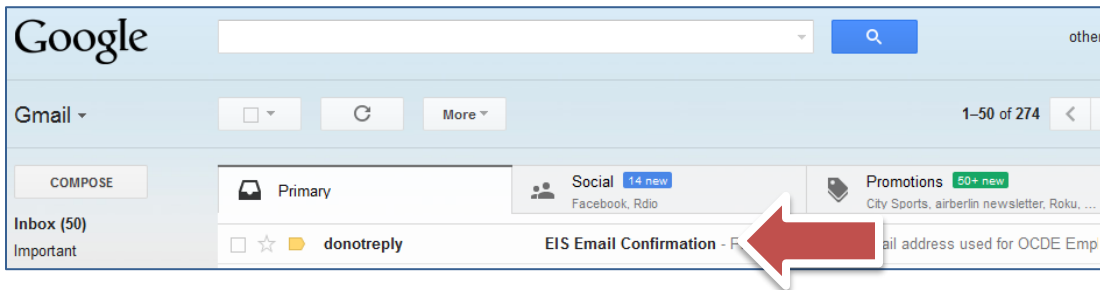 Google
other
Gmail
More
1–50 of 274
COMPOSE
Primary
Social 14 new
Facebook, Rdio
Promotions 50+ new
City Sports, airberlin newsletter, Roku, ...
Inbox (50)
Important
donotreply EIS Email Confirmation - address used for OCDE Emp